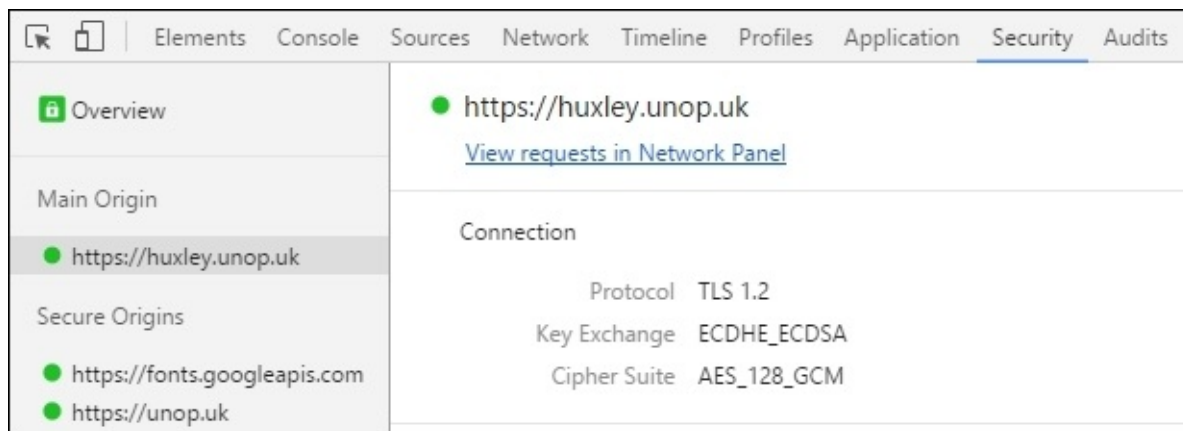 Elements Console Sources Network Timeline Profiles Application Security Audits
Overview
Main Origin
https://huxley.unop.uk
Secure Origins
https://fonts.googleapis.com
https://unop.uk
https://huxley.unop.uk
View requests in Network Panel
Connection
Protocol TLS 1.2
Key Exchange ECDHE_ECDSA
Cipher Suite AES_128_GCM